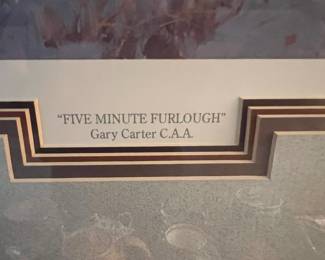 "FIVE MINUTE FURLOUGH"
Gary Carter C.A.A.